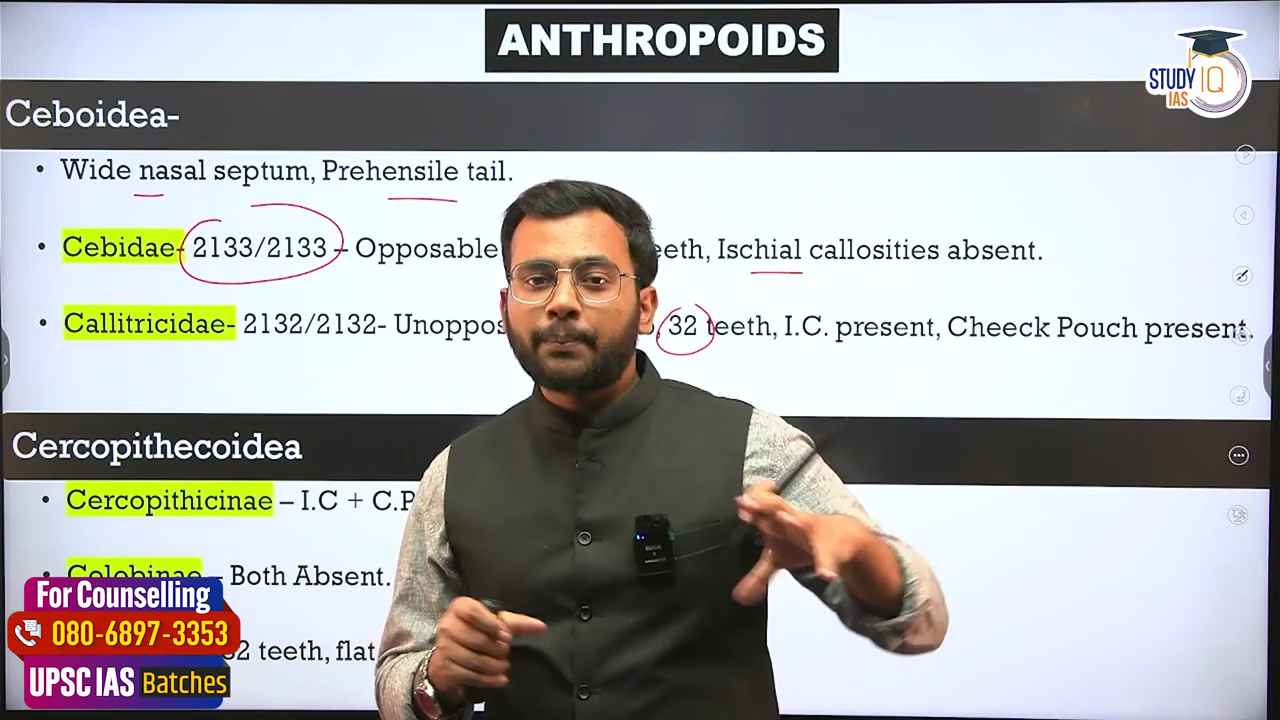 ANTHROPOIDS
STUDY IQ
IAS
Ceboidea-
• Wide nasal septum, Prehensile tail.
• Cebidae- 2133/2133 – Opposable eeth, Ischial callosities absent.
• Callitricidae- 2132/2132- Unoppos 32 teeth, I.C. present, Cheeck Pouch present.
Cercopithecoidea
• Cercopithicinae – I.C + C.P
• Colobinae – Both Absent.
32 teeth, flat
For Counselling
080-6897-3353
UPSC IAS Batches